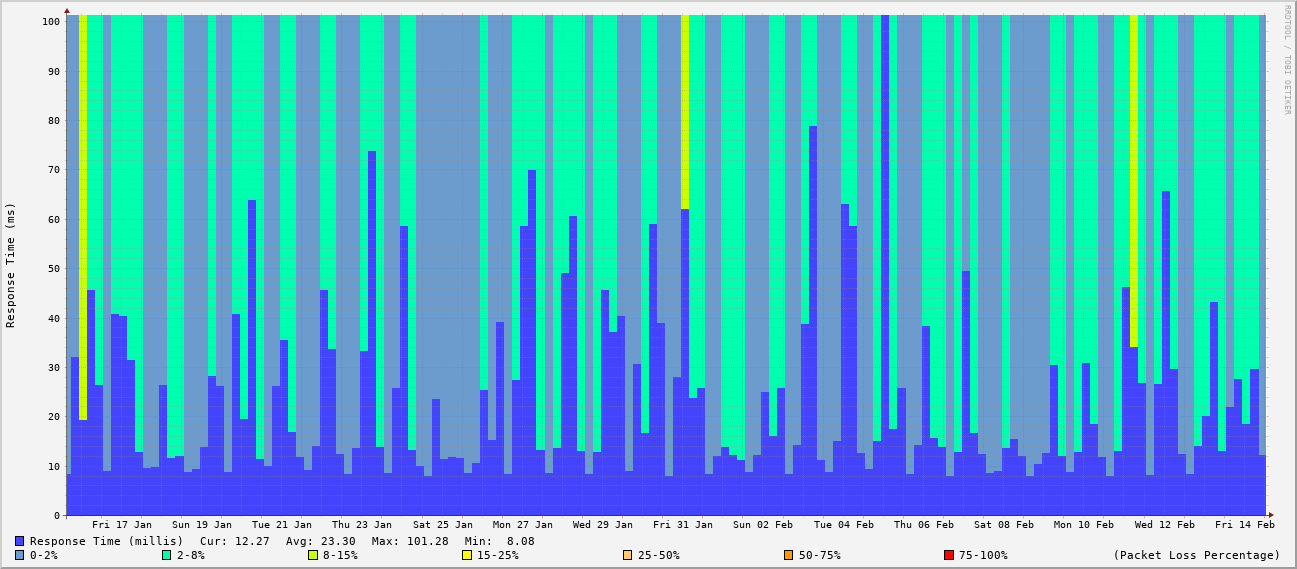 RRDTOOL / TOBI OETIKER
Response Time (ms)
100
90
80
70
60
50
40
30
20
10
0
Fri 17 Jan Sun 19 Jan Tue 21 Jan Thu 23 Jan Sat 25 Jan Mon 27 Jan Wed 29 Jan Fri 31 Jan Sun 02 Feb Tue 04 Feb Thu 06 Feb Sat 08 Feb Mon 10 Feb Wed 12 Feb Fri 14 Feb
Response Time (millis) Cur: 12.27 Avg: 23.30 Max: 101.28 Min: 8.08
0-2% 2-8% 8-15% 15-25% 25-50% 50-75% 75-100% (Packet Loss Percentage)